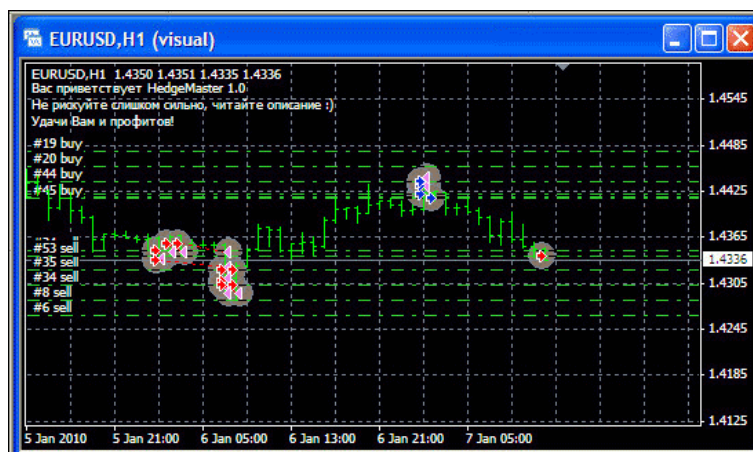 EURUSD,H1 (visual)
EURUSD,H1 1.4350 1.4351 1.4335 1.4336
Вас приветствует HedgeMaster 1.0
Не рискуйте слишком сильно, читайте описание :)
Удачи Вам и профитов!
#19 buy
#20 buy
#44 buy
#45 buy
#53 sell
#35 sell
#34 sell
#8 sell
#6 sell
1.4545
1.4485
1.4425
1.4365
1.4336
1.4305
1.4245
1.4185
1.4125
5 Jan 2010 5 Jan 21:00 6 Jan 05:00 6 Jan 13:00 6 Jan 21:00 7 Jan 05:00